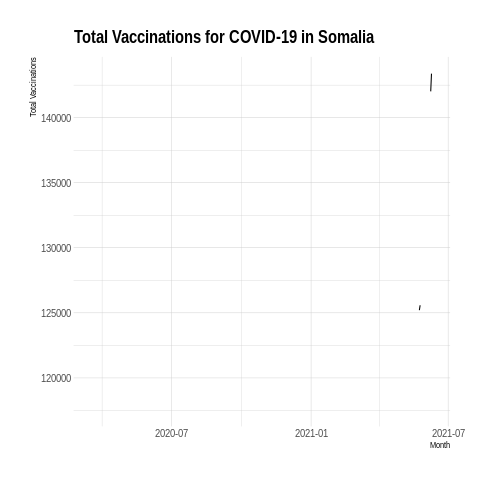 Total Vaccinations for COVID-19 in Somalia
Total Vaccinations
140000
135000
130000
125000
120000
2020-07 2021-01 2021-07
Month